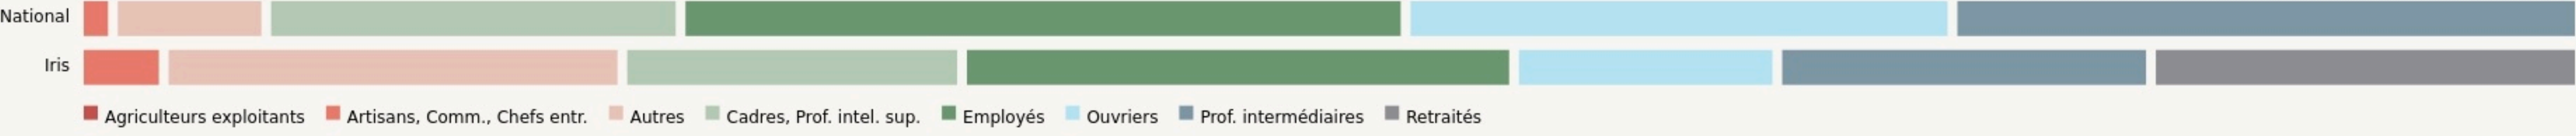 National
Iris
Agriculteurs exploitants Artisans, Comm., Chefs entr. Autres Cadres, Prof. intel. sup. Employés Ouvriers Prof. intermédiaires Retraités